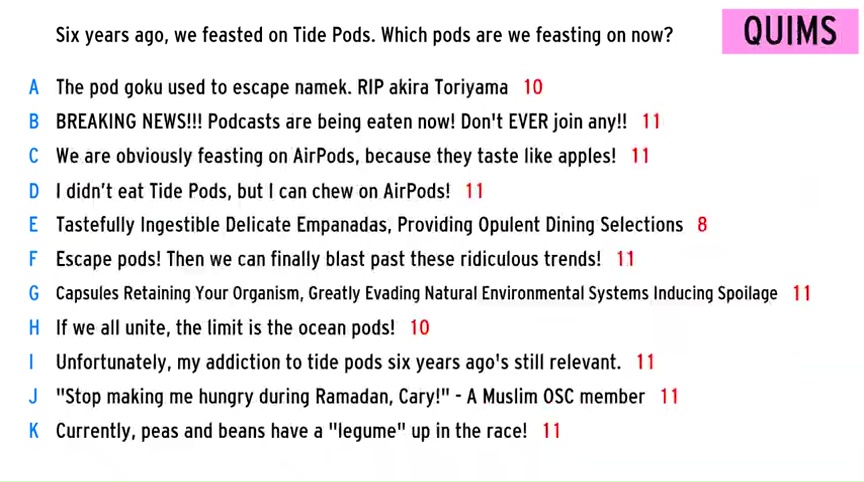 Six years ago, we feasted on Tide Pods. Which pods are we feasting on now?
QUIMS
A The pod goku used to escape namek. RIP akira Toriyama 10
B BREAKING NEWS!!! Podcasts are being eaten now! Don't EVER join any!! 11
C We are obviously feasting on AirPods, because they taste like apples! 11
D I didn’t eat Tide Pods, but I can chew on AirPods! 11
E Tastefully Ingestible Delicate Empanadas, Providing Opulent Dining Selections 8
F Escape pods! Then we can finally blast past these ridiculous trends! 11
G Capsules Retaining Your Organism, Greatly Evading Natural Environmental Systems Inducing Spoilage 11
H If we all unite, the limit is the ocean pods! 10
I Unfortunately, my addiction to tide pods six years ago's still relevant. 11
J "Stop making me hungry during Ramadan, Cary!" - A Muslim OSC member 11
K Currently, peas and beans have a "legume" up in the race! 11